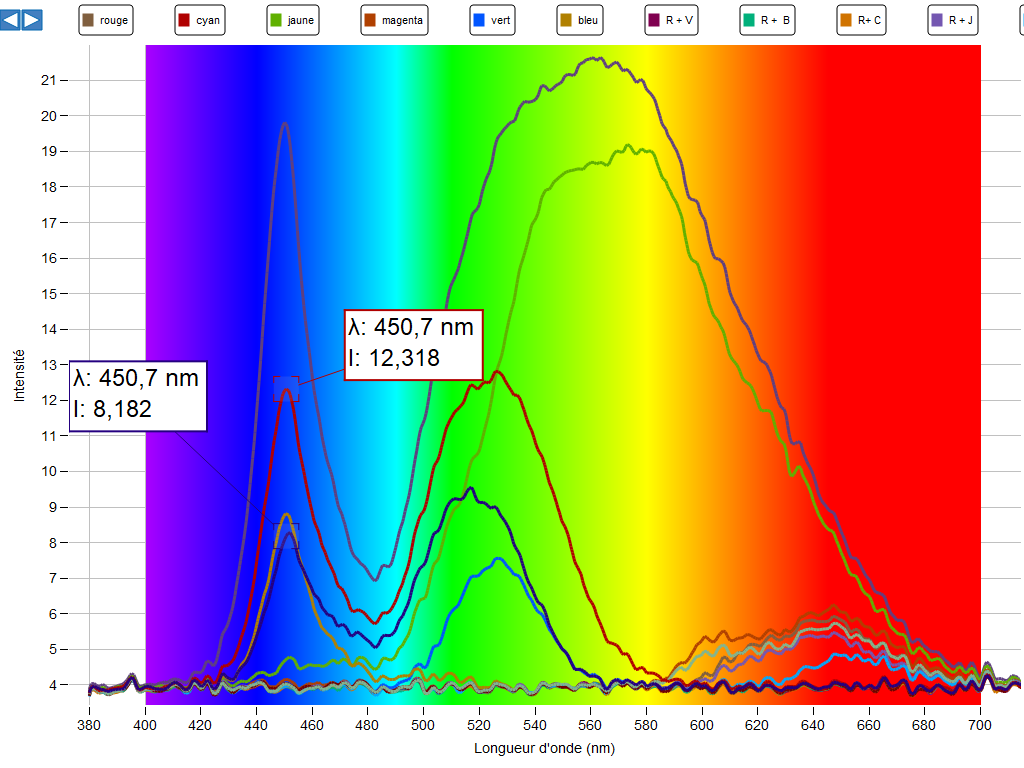 rouge cyan jaune magenta vert bleu R + V R + B R+ C R + J
21
20
19
18
17
16
15
14
13
12
11
10
9
8
7
6
5
4
Intensité
λ: 450,7 nm
I: 12,318
λ: 450,7 nm
I: 8,182
380 400 420 440 460 480 500 520 540 560 580 600 620 640 660 680 700
Longueur d'onde (nm)